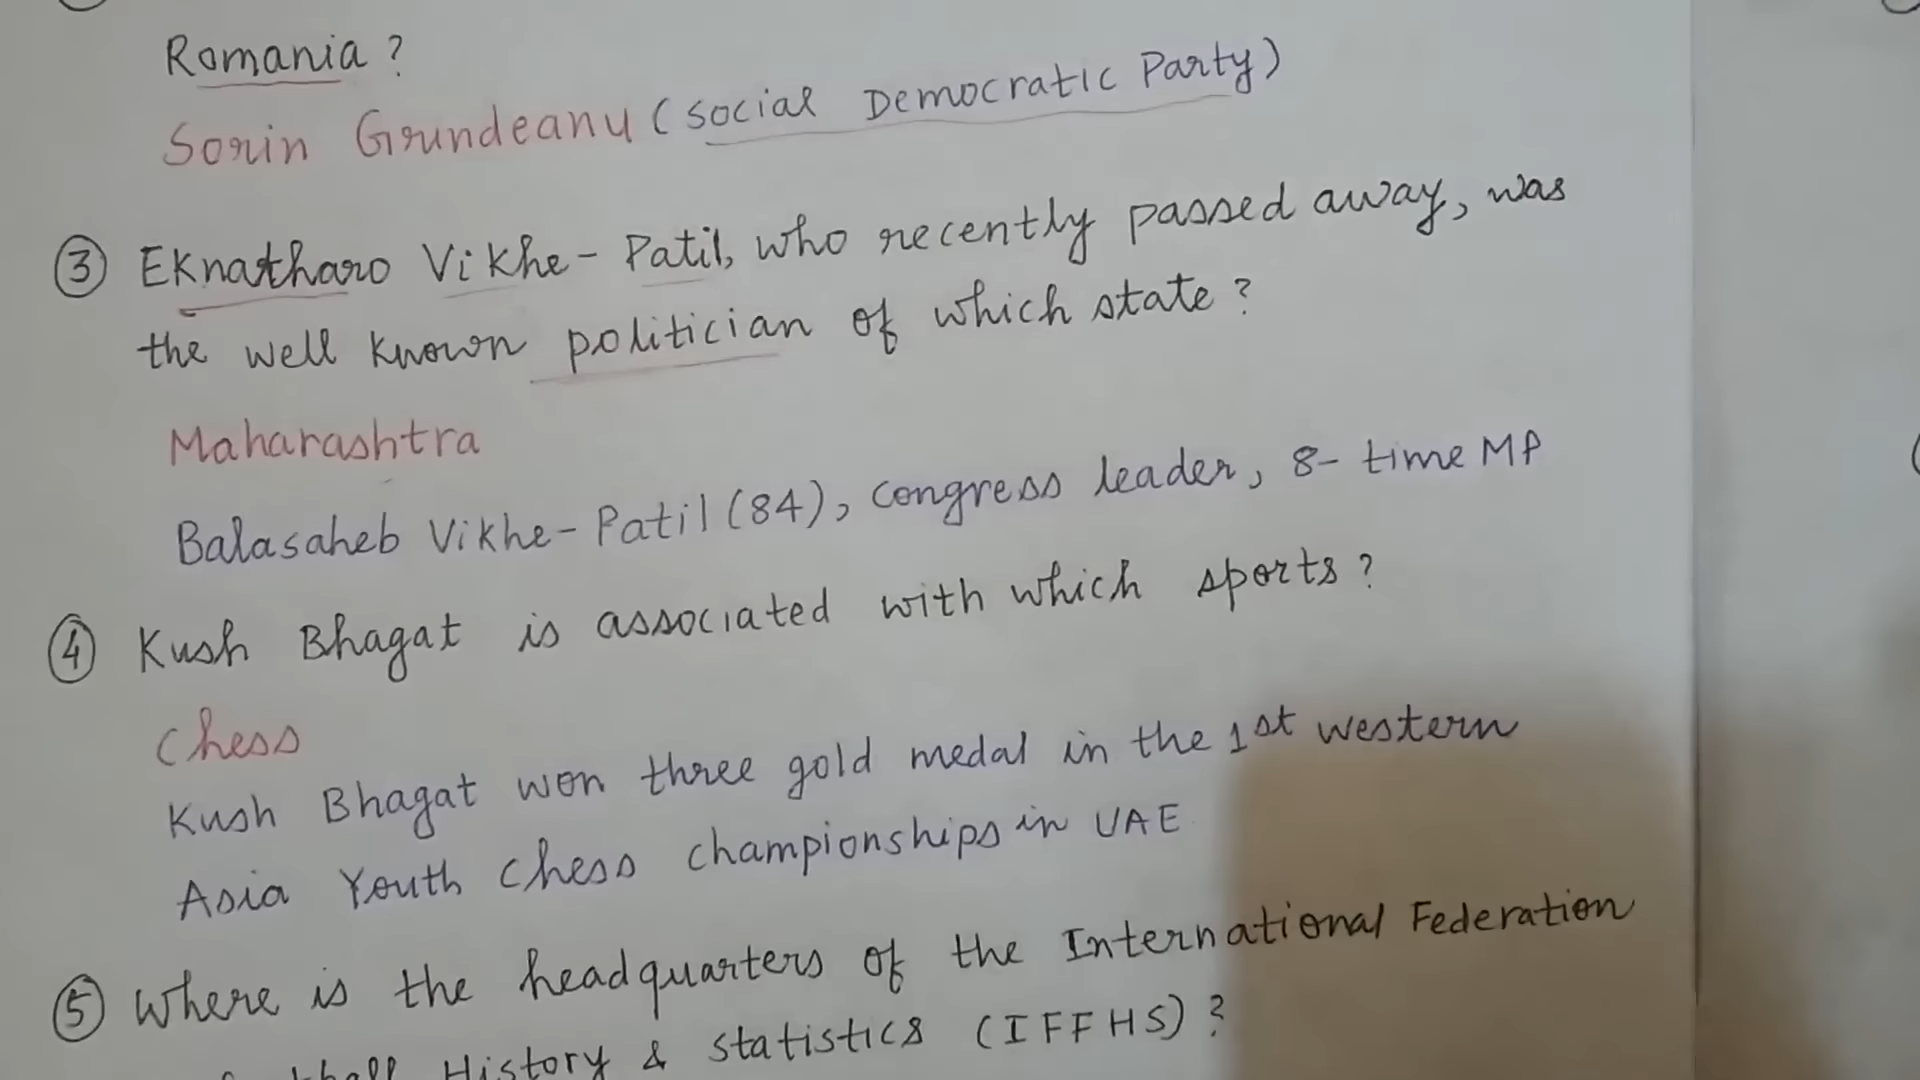 Romania ?
Sorin Grundeanu (social Democratic Party)
③ Eknatharo Vikhe-Patil, who recently passed away, was
the well known politician of which state ?
Maharashtra
Balasaheb Vikhe-Patil (84), Congress leader, 8-time MP
④ Kush Bhagat is associated with which sports ?
Chess
Kush Bhagat won three gold medal in the 1st western
Asia Youth Chess Championships in UAE
⑤ Where is the headquarters of the International Federation
History & statistics (IFFHS) ?